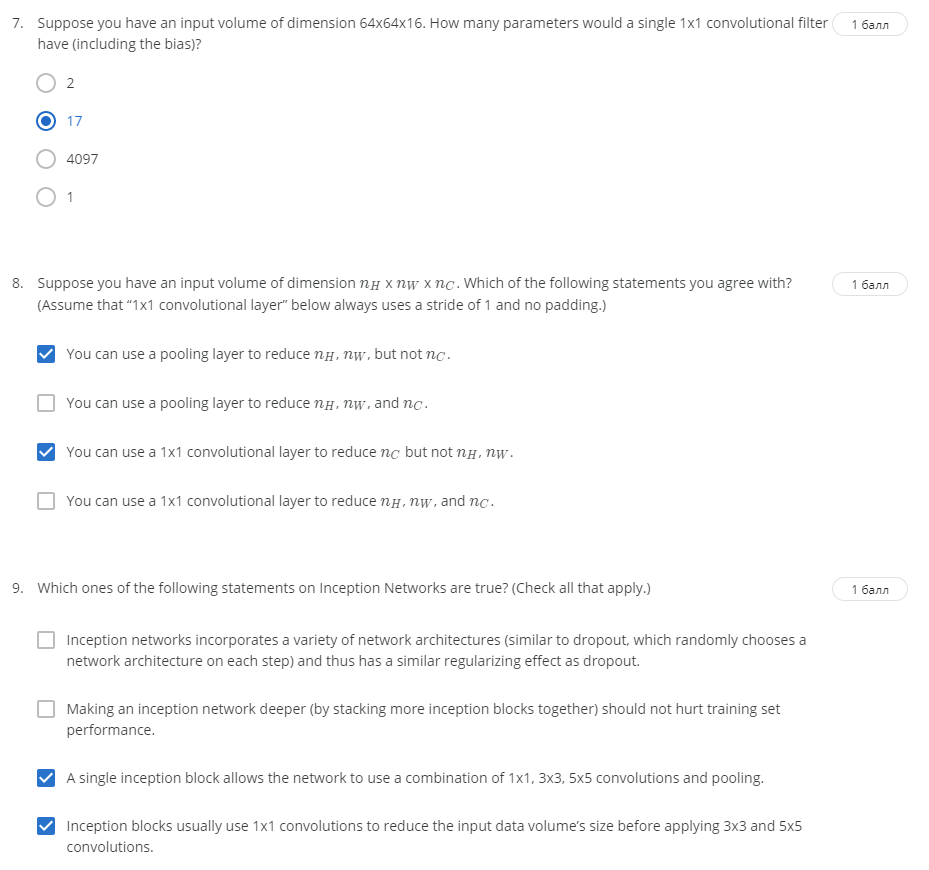 7. Suppose you have an input volume of dimension 64x64x16. How many parameters would a single 1x1 convolutional filter
1 балл
have (including the bias)?
2
17
4097
1
8. Suppose you have an input volume of dimension n_H x n_W x n_C. Which of the following statements you agree with?
1 балл
(Assume that “1x1 convolutional layer” below always uses a stride of 1 and no padding.)
You can use a pooling layer to reduce n_H, n_W, but not n_C.
You can use a pooling layer to reduce n_H, n_W, and n_C.
You can use a 1x1 convolutional layer to reduce n_C but not n_H, n_W.
You can use a 1x1 convolutional layer to reduce n_H, n_W, and n_C.
9. Which ones of the following statements on Inception Networks are true? (Check all that apply.)
1 балл
Inception networks incorporates a variety of network architectures (similar to dropout, which randomly chooses a
network architecture on each step) and thus has a similar regularizing effect as dropout.
Making an inception network deeper (by stacking more inception blocks together) should not hurt training set
performance.
A single inception block allows the network to use a combination of 1x1, 3x3, 5x5 convolutions and pooling.
Inception blocks usually use 1x1 convolutions to reduce the input data volume’s size before applying 3x3 and 5x5
convolutions.